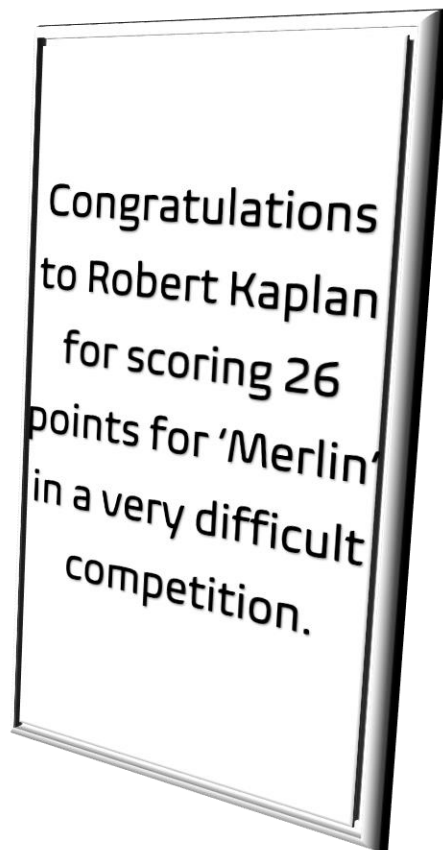 Congratulations
to Robert Kaplan
for scoring 26
points for ‘Merlin’
in a very difficult
competition.